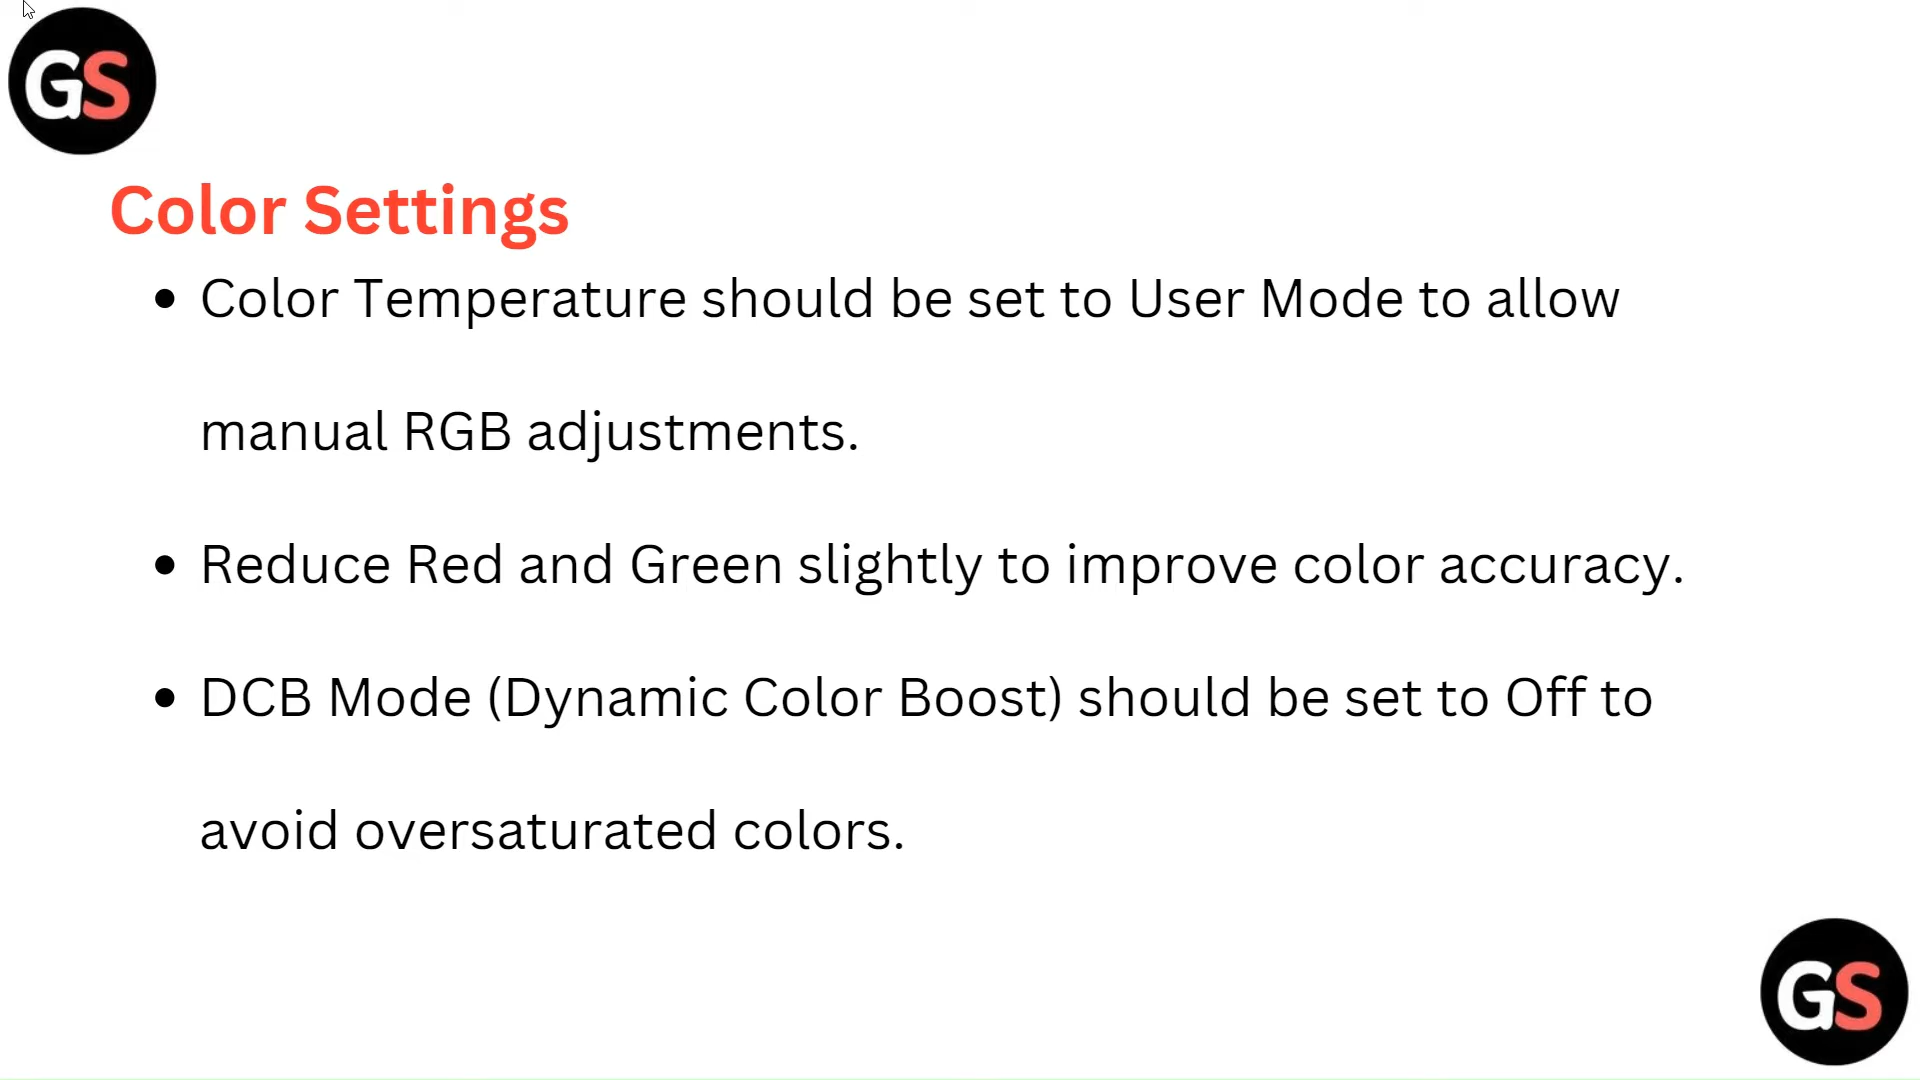 GS
Color Settings
• Color Temperature should be set to User Mode to allow
manual RGB adjustments.
• Reduce Red and Green slightly to improve color accuracy.
• DCB Mode (Dynamic Color Boost) should be set to Off to
avoid oversaturated colors.
GS